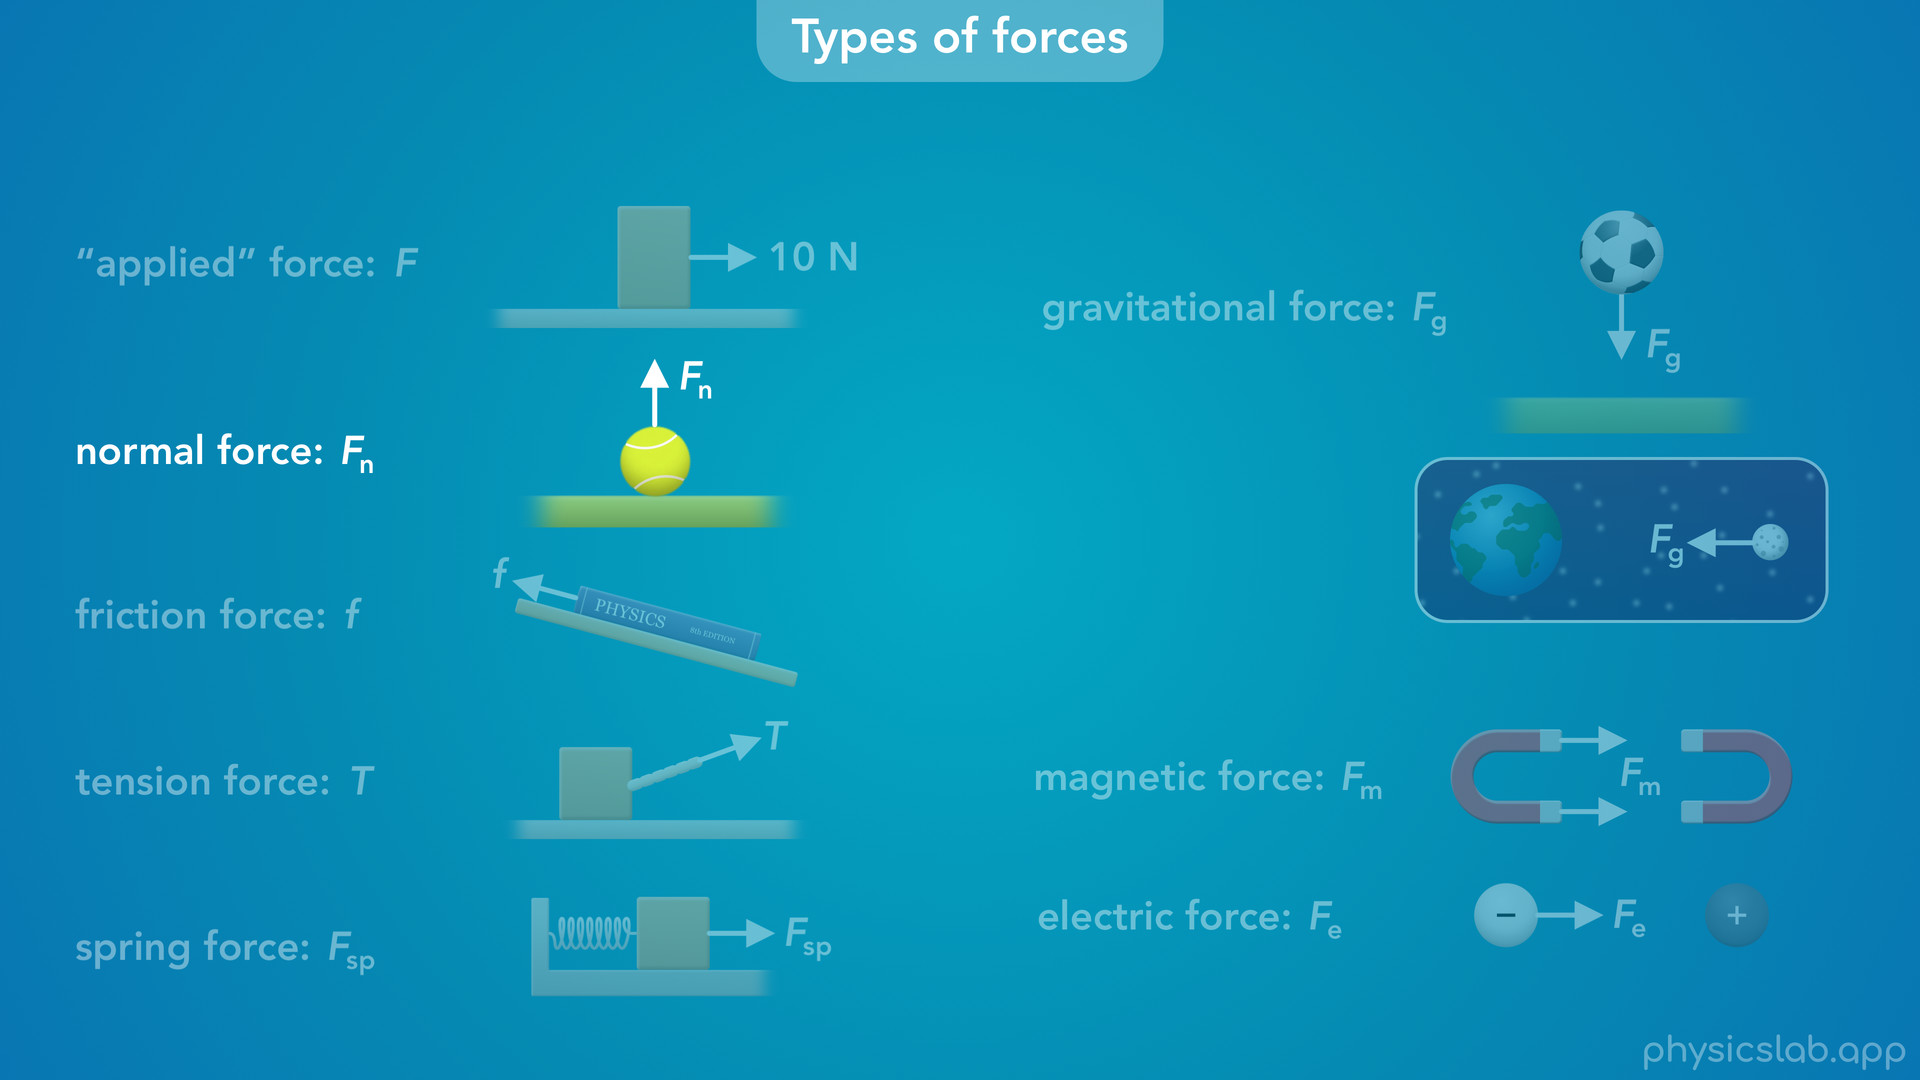 Types of forces
“applied” force: F
10 N
normal force: Fn
Fn
friction force: f
f
PHYSICS
8th EDITION
tension force: T
T
spring force: Fsp
Fsp
gravitational force: Fg
Fg
Fg
magnetic force: Fm
Fm
electric force: Fe
−
Fe
+
physicslab.app